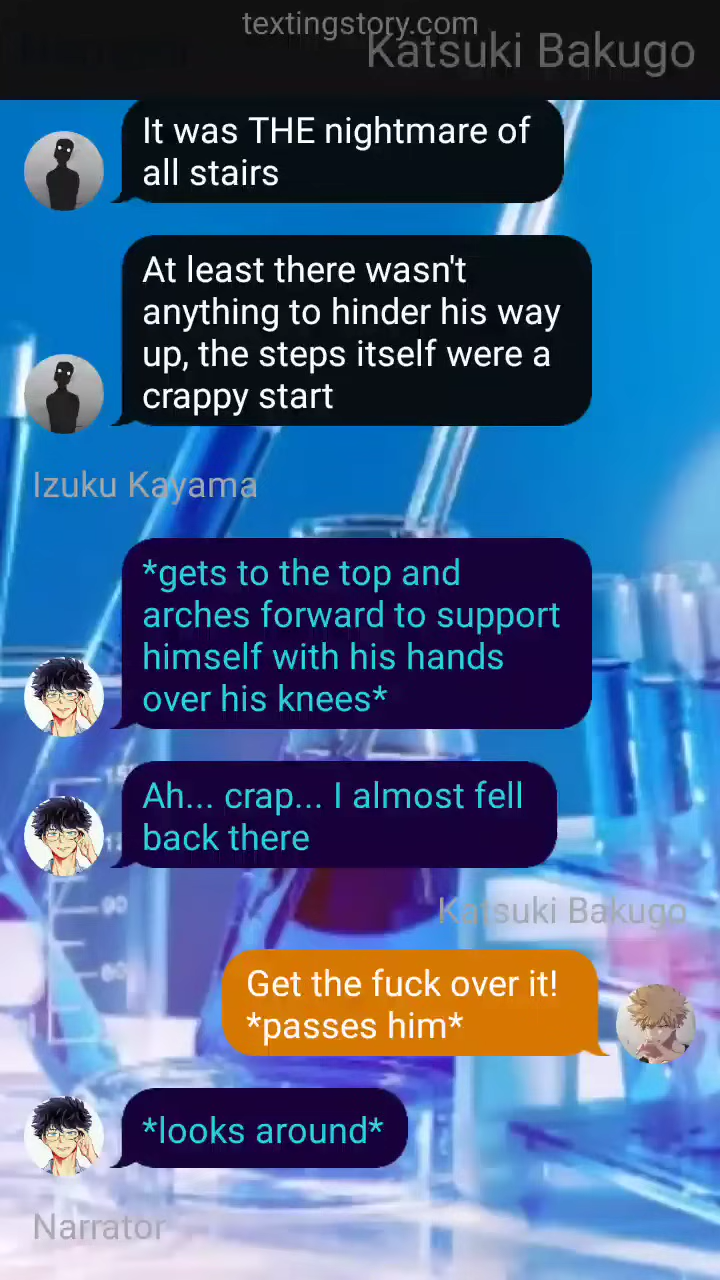 textingstory.com
Katsuki Bakugo
It was THE nightmare of
all stairs
At least there wasn't
anything to hinder his way
up, the steps itself were a
crappy start
Izuku Kayama
*gets to the top and
arches forward to support
himself with his hands
over his knees*
Ah... crap... I almost fell
back there
Katsuki Bakugo
Get the fuck over it!
*passes him*
*looks around*
Narrator